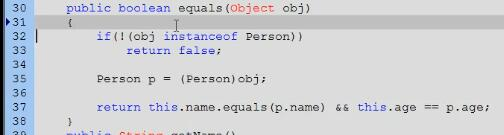 30 public boolean equals(Object obj)
31 {
32 if(!(obj instanceof Person))
33 return false;
34
35 Person p = (Person)obj;
36
37 return this.name.equals(p.name) && this.age == p.age;
38 }
39 public String getName()